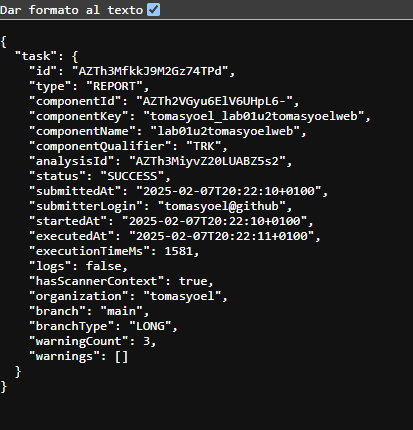 Dar formato al texto
{
  "task": {
    "id": "AZTh3MfkkJ9M2Gz74TPd",
    "type": "REPORT",
    "componentId": "AZTh2VGyu6ElV6UHpL6-",
    "componentKey": "tomasyoel_lab01u2tomasyoelweb",
    "componentName": "lab01u2tomasyoelweb",
    "componentQualifier": "TRK",
    "analysisId": "AZTh3MiyvZ20LUABZ5s2",
    "status": "SUCCESS",
    "submittedAt": "2025-02-07T20:22:10+0100",
    "submitterLogin": "tomasyoel@github",
    "startedAt": "2025-02-07T20:22:10+0100",
    "executedAt": "2025-02-07T20:22:11+0100",
    "executionTimeMs": 1581,
    "logs": false,
    "hasScannerContext": true,
    "organization": "tomasyoel",
    "branch": "main",
    "branchType": "LONG",
    "warningCount": 3,
    "warnings": []
  }
}